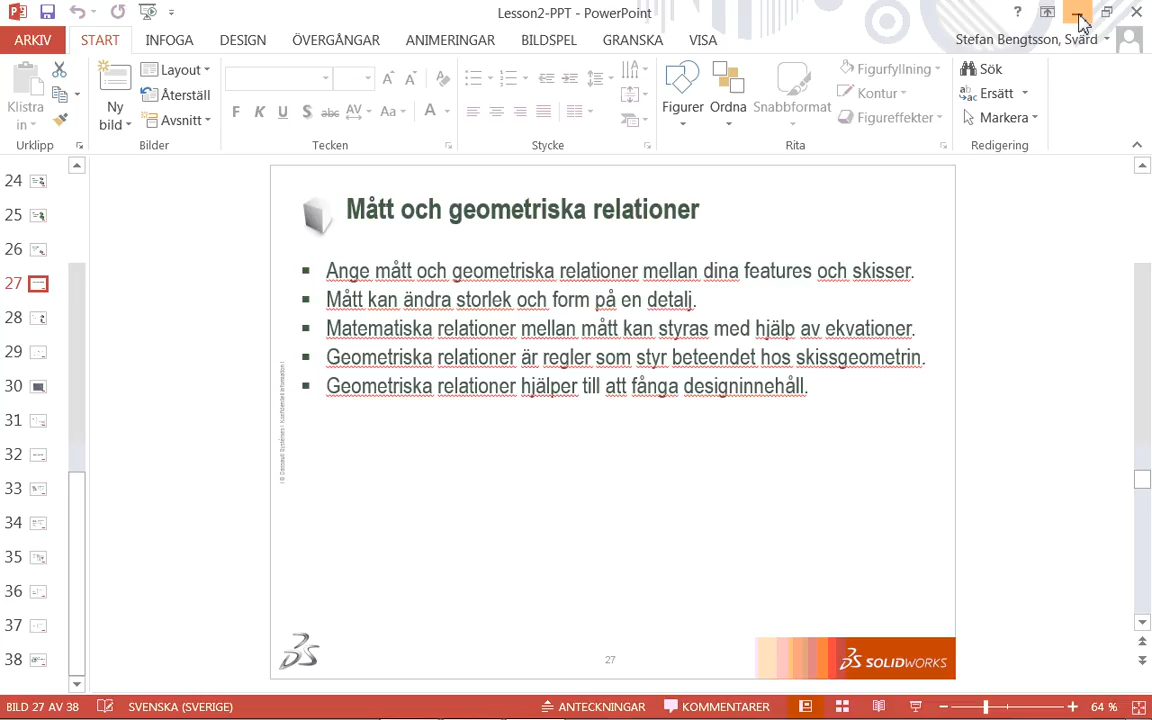 Lesson2-PPT - PowerPoint
?
ARKIV START INFOGA DESIGN ÖVERGÅNGAR ANIMERINGAR BILDSPEL GRANSKA VISA
Stefan Bengtsson, Svärd
Klistra in
Urklipp
Ny bild
Layout
Återställ
Avsnitt
Bilder
F K U S abc AV Aa A
Tecken
Stycke
Figurer
Ordna
Snabbformat
Figurfyllning
Kontur
Figureffekter
Rita
Sök
Ersätt
Markera
Redigering
24
25
26
27
28
29
30
31
32
33
34
35
36
37
38
Mått och geometriska relationer
▪ Ange mått och geometriska relationer mellan dina features och skisser.
▪ Mått kan ändra storlek och form på en detalj.
▪ Matematiska relationer mellan mått kan styras med hjälp av ekvationer.
▪ Geometriska relationer är regler som styr beteendet hos skissgeometrin.
▪ Geometriska relationer hjälper till att fånga designinnehåll.
27
SOLIDWORKS
BILD 27 AV 38 SVENSKA (SVERIGE) ANTECKNINGAR KOMMENTARER 64 %